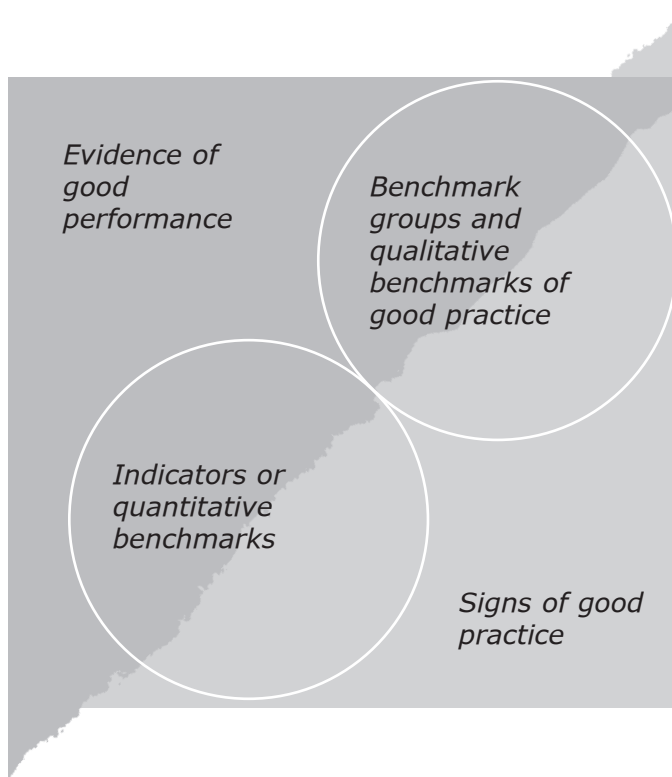 Evidence of
good
performance
Benchmark
groups and
qualitative
benchmarks of
good practice
Indicators or
quantitative
benchmarks
Signs of good
practice